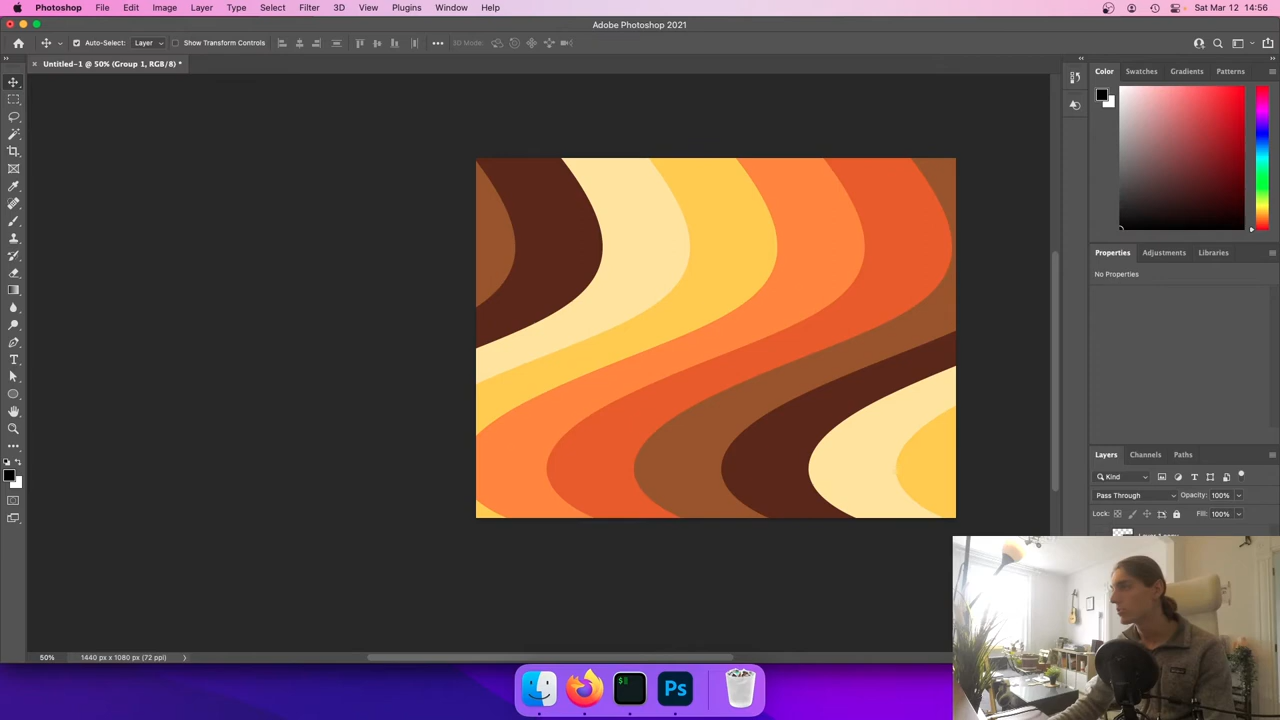 Photoshop File Edit Image Layer Type Select Filter 3D View Plugins Window Help Sat Mar 12 14:56
Adobe Photoshop 2021
Auto-Select: Layer Show Transform Controls 3D Mode:
Untitled-1 @ 50% (Group 1, RGB/8) *
Color Swatches Gradients Patterns
Properties Adjustments Libraries
No Properties
Layers Channels Paths
Kind
Pass Through Opacity: 100%
Lock: Fill: 100%
50% 1440 px x 1080 px (72 ppi)
$
Ps